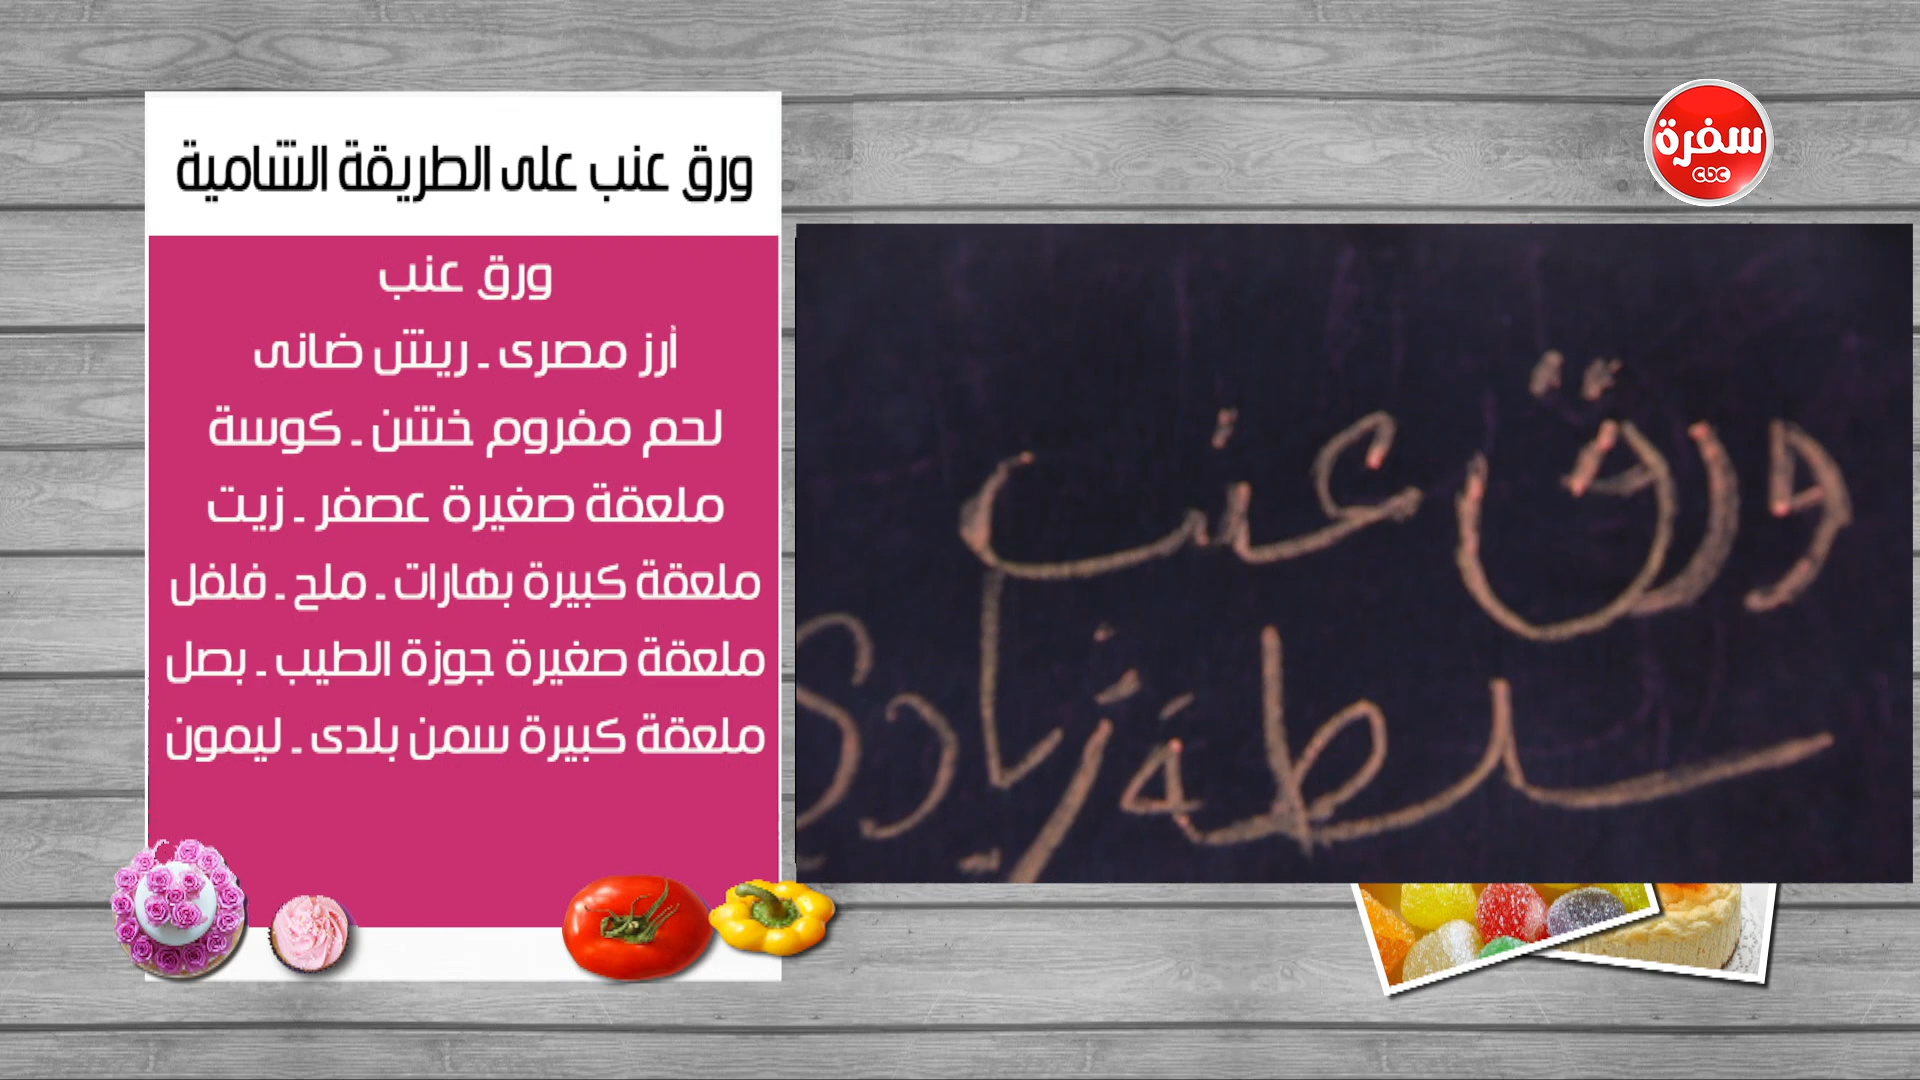 ورق عنب على الطريقة الشامية
ورق عنب
أرز مصرى ـ ريش ضانى
لحم مفروم خشن ـ كوسة
ملعقة صغيرة عصفر ـ زيت
ملعقة كبيرة بهارات ـ ملح ـ فلفل
ملعقة صغيرة جوزة الطيب ـ بصل
ملعقة كبيرة سمن بلدى ـ ليمون
سفرة
cbc
ورق عنب
سلطة زبادي